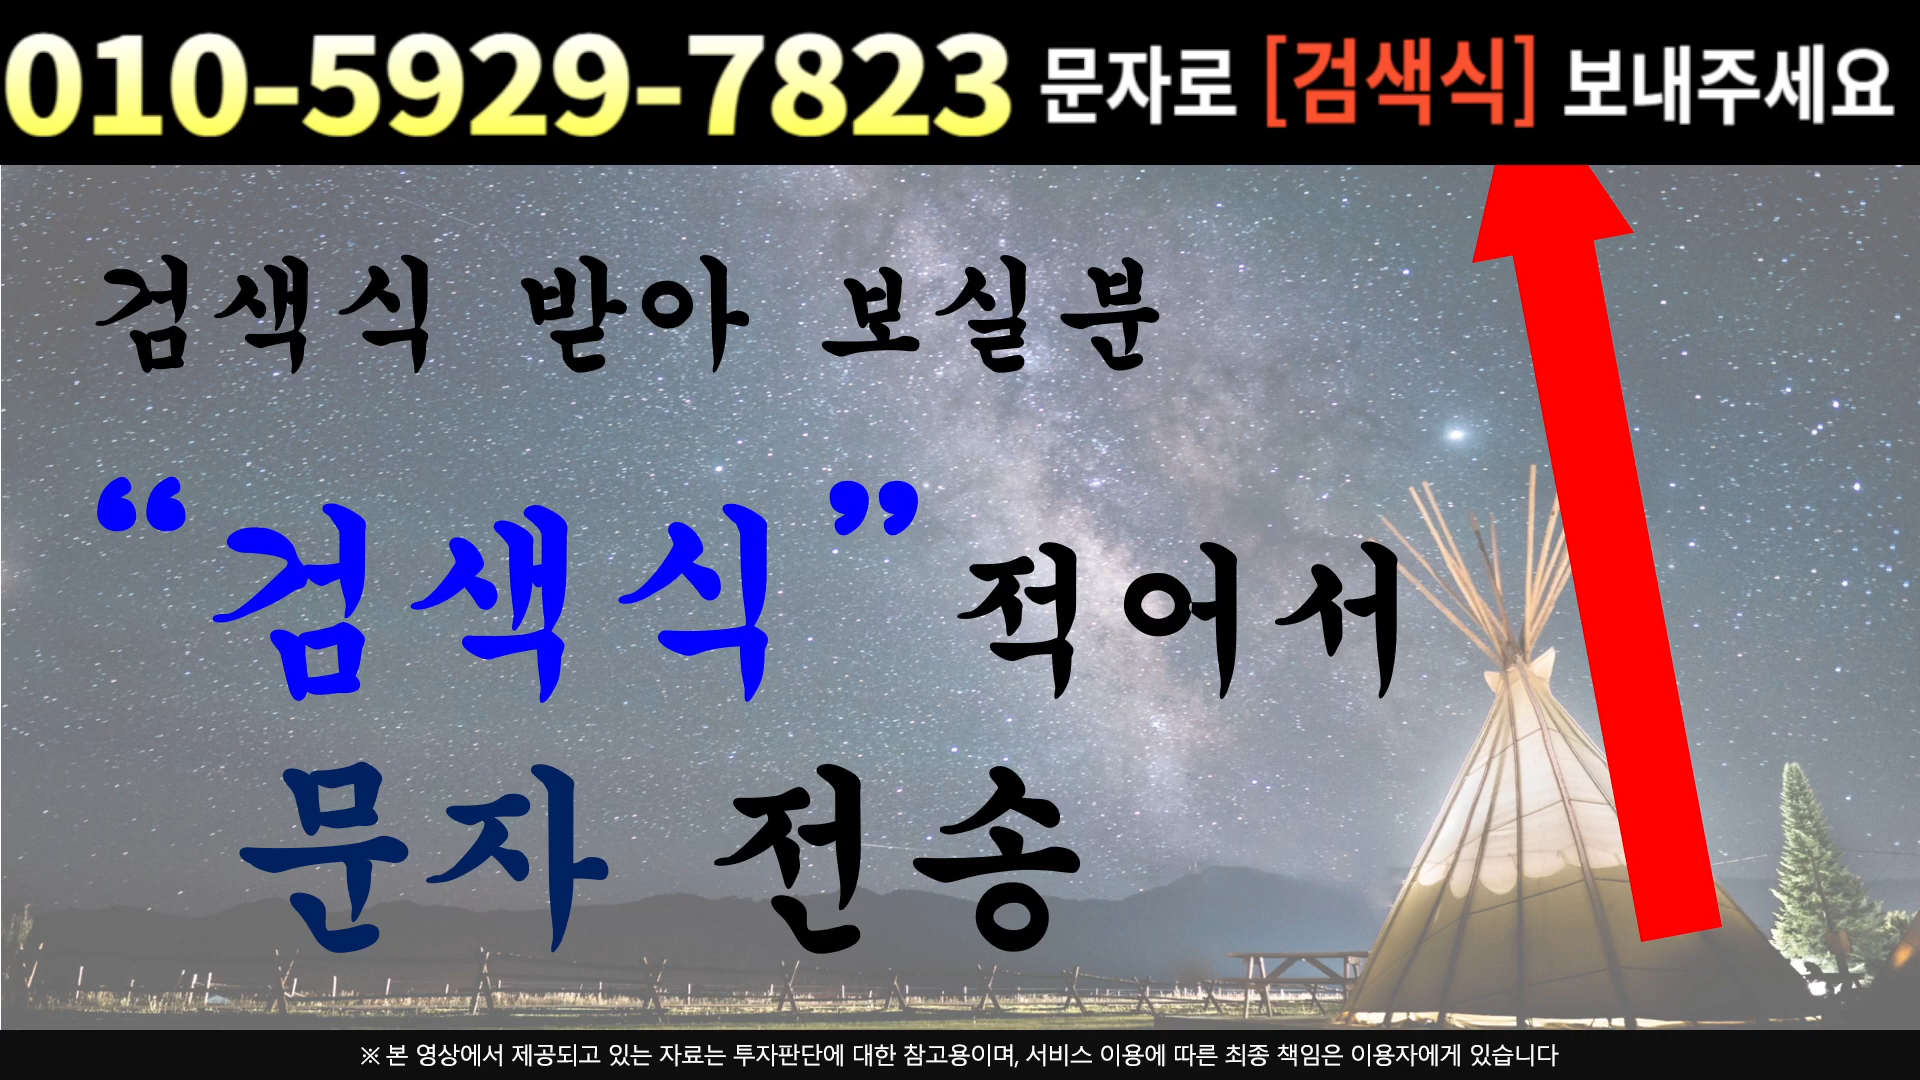 010-5929-7823 문자로 [검색식] 보내주세요
검색식 받아 보실분
“검색식” 적어서
문자 전송
※ 본 영상에서 제공되고 있는 자료는 투자판단에 대한 참고용이며, 서비스 이용에 따른 최종 책임은 이용자에게 있습니다